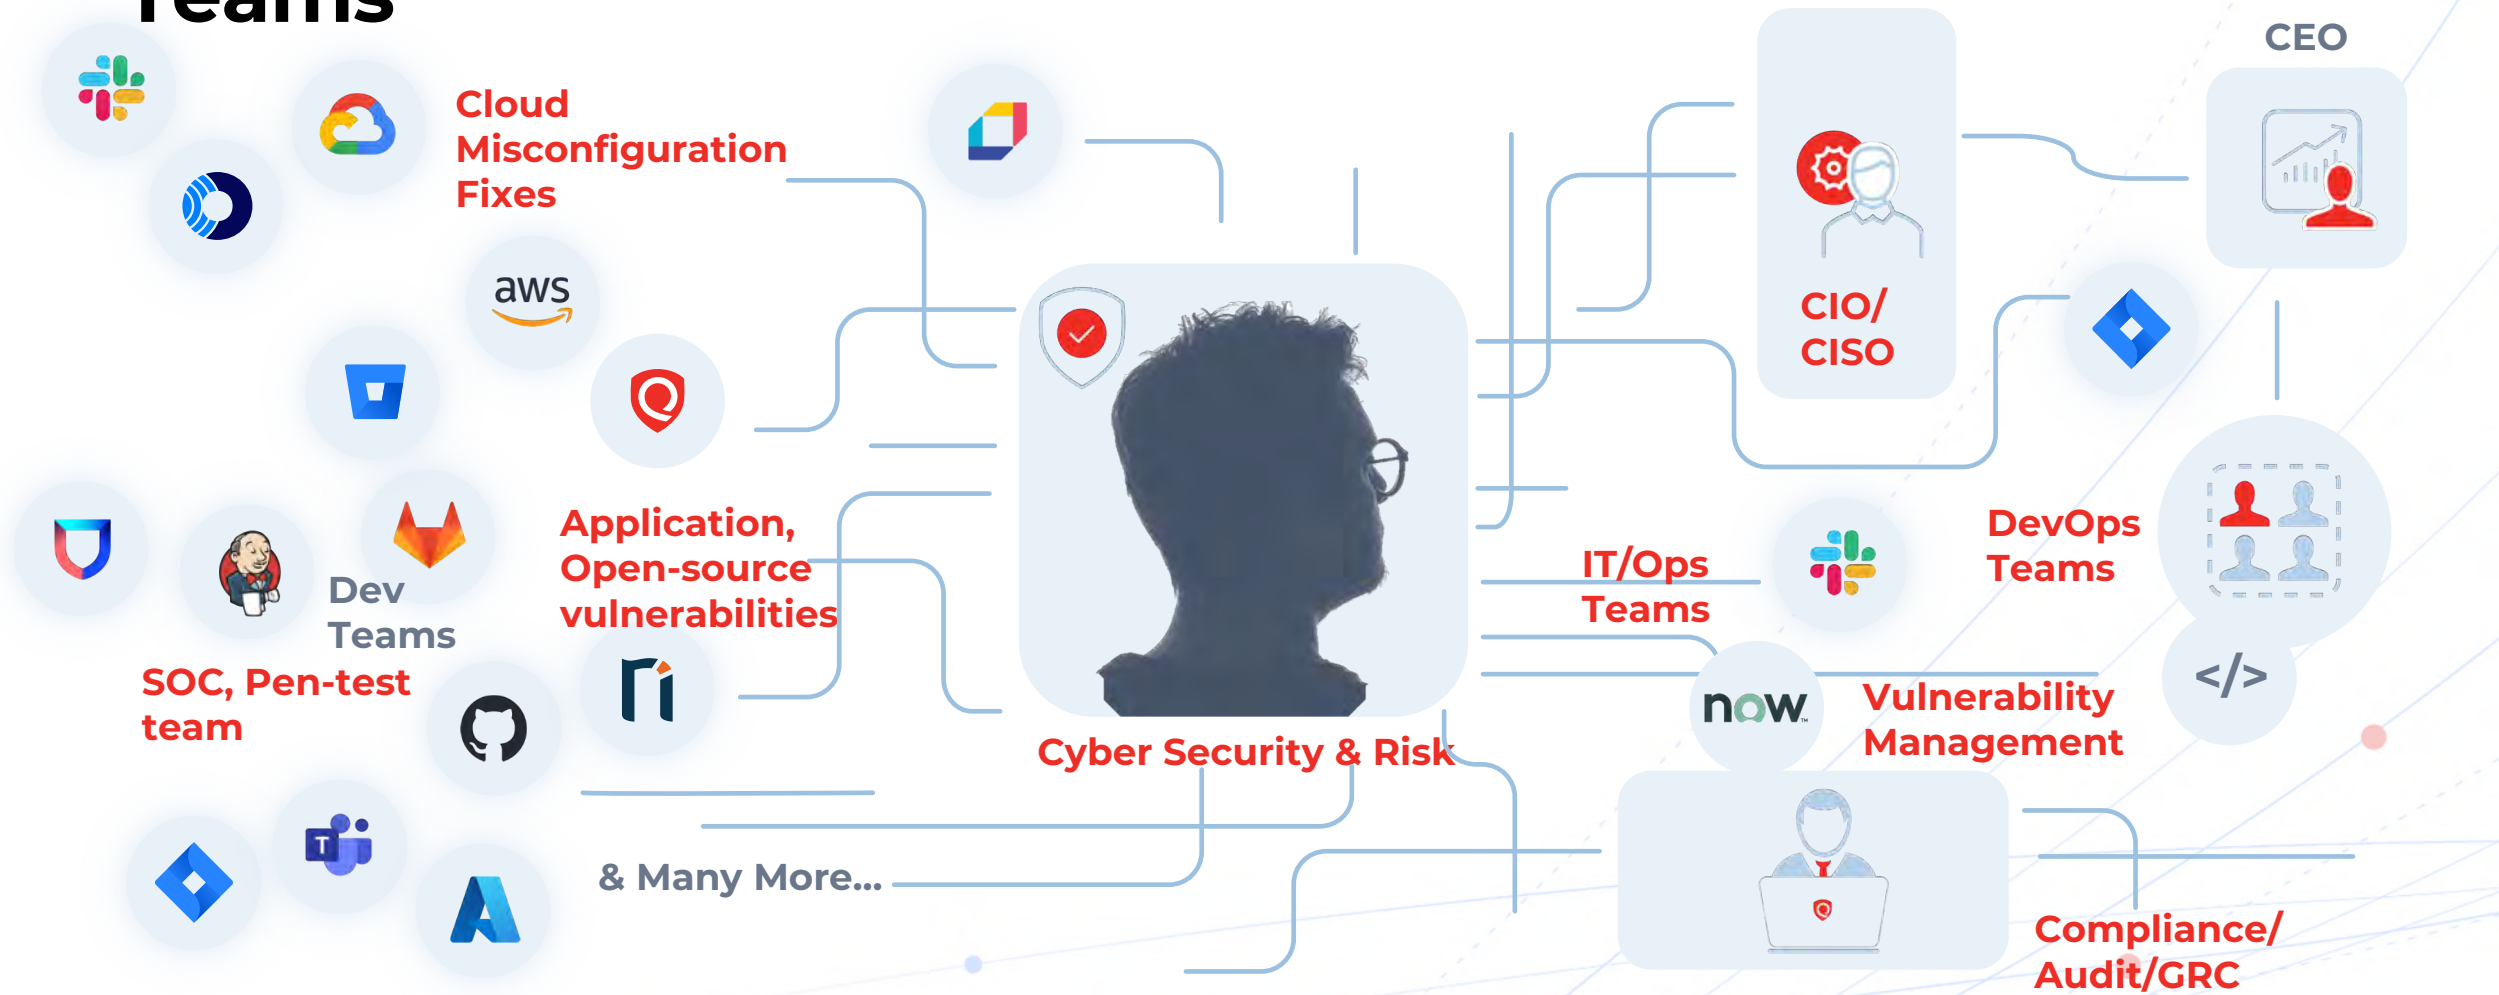 Teams
CEO
Cloud
Misconfiguration
Fixes
aws
CIO/
CISO
Application,
Open-source
vulnerabilities
IT/Ops
Teams
DevOps
Teams
Dev
Teams
SOC, Pen-test
team
</>
now
Vulnerability
Management
Cyber Security & Risk
T
& Many More...
Compliance/
Audit/GRC